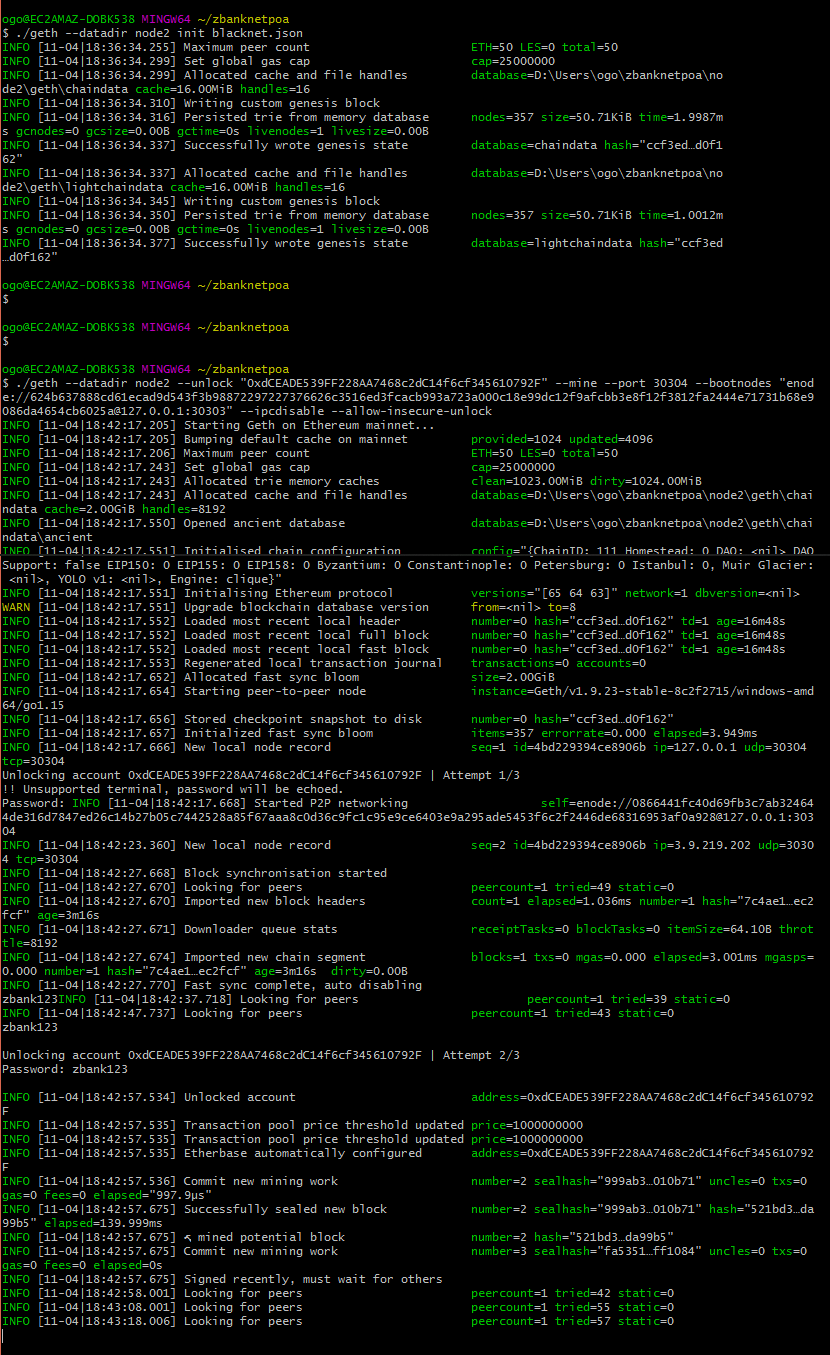 ogo@EC2AMAZ-DOBK538 MINGW64 ~/zbanknetpoa
$ ./geth --datadir node2 init blacknet.json
INFO [11-04|18:36:34.255] Maximum peer count ETH=50 LES=0 total=50
INFO [11-04|18:36:34.299] Set global gas cap cap=25000000
INFO [11-04|18:36:34.299] Allocated cache and file handles database=D:\Users\ogo\zbanknetpoa\no
de2\geth\chaindata cache=16.00MiB handles=16
INFO [11-04|18:36:34.310] Writing custom genesis block
INFO [11-04|18:36:34.316] Persisted trie from memory database nodes=357 size=50.71KiB time=1.9987m
s gcnodes=0 gcsize=0.00B gctime=0s livenodes=1 livesize=0.00B
INFO [11-04|18:36:34.337] Successfully wrote genesis state database=chaindata hash="ccf3ed…d0f1
62"
INFO [11-04|18:36:34.337] Allocated cache and file handles database=D:\Users\ogo\zbanknetpoa\no
de2\geth\lightchaindata cache=16.00MiB handles=16
INFO [11-04|18:36:34.345] Writing custom genesis block
INFO [11-04|18:36:34.350] Persisted trie from memory database nodes=357 size=50.71KiB time=1.0012m
s gcnodes=0 gcsize=0.00B gctime=0s livenodes=1 livesize=0.00B
INFO [11-04|18:36:34.377] Successfully wrote genesis state database=lightchaindata hash="ccf3ed
…d0f162"
ogo@EC2AMAZ-DOBK538 MINGW64 ~/zbanknetpoa
$
ogo@EC2AMAZ-DOBK538 MINGW64 ~/zbanknetpoa
$
ogo@EC2AMAZ-DOBK538 MINGW64 ~/zbanknetpoa
$ ./geth --datadir node2 --unlock "0xdCEADE539FF228AA7468c2dC14f6cf345610792F" --mine --port 30304 --bootnodes "enod
e://624b637888cd61ecad9d543f3b98872297227376626c3516ed3fcacb993a723a000c18e99dc12f9afcbb3e8f12f3812fa2444e71731b68e9
086da4654cb6025a@127.0.0.1:30303" --ipcdisable --allow-insecure-unlock
INFO [11-04|18:42:17.205] Starting Geth on Ethereum mainnet...
INFO [11-04|18:42:17.205] Bumping default cache on mainnet provided=1024 updated=4096
INFO [11-04|18:42:17.206] Maximum peer count ETH=50 LES=0 total=50
INFO [11-04|18:42:17.243] Set global gas cap cap=25000000
INFO [11-04|18:42:17.243] Allocated trie memory caches clean=1023.00MiB dirty=1024.00MiB
INFO [11-04|18:42:17.243] Allocated cache and file handles database=D:\Users\ogo\zbanknetpoa\node2\geth\chai
ndata cache=2.00GiB handles=8192
INFO [11-04|18:42:17.550] Opened ancient database database=D:\Users\ogo\zbanknetpoa\node2\geth\chai
ndata\ancient
INFO [11-04|18:42:17.551] Initialised chain configuration config="{ChainID: 111 Homestead: 0 DAO: <nil> DAO
Support: false EIP150: 0 EIP155: 0 EIP158: 0 Byzantium: 0 Constantinople: 0 Petersburg: 0 Istanbul: 0, Muir Glacier:
<nil>, YOLO v1: <nil>, Engine: clique}"
INFO [11-04|18:42:17.551] Initialising Ethereum protocol versions="[65 64 63]" network=1 dbversion=<nil>
WARN [11-04|18:42:17.551] Upgrade blockchain database version from=<nil> to=8
INFO [11-04|18:42:17.552] Loaded most recent local header number=0 hash="ccf3ed…d0f162" td=1 age=16m48s
INFO [11-04|18:42:17.552] Loaded most recent local full block number=0 hash="ccf3ed…d0f162" td=1 age=16m48s
INFO [11-04|18:42:17.552] Loaded most recent local fast block number=0 hash="ccf3ed…d0f162" td=1 age=16m48s
INFO [11-04|18:42:17.553] Regenerated local transaction journal transactions=0 accounts=0
INFO [11-04|18:42:17.652] Allocated fast sync bloom size=2.00GiB
INFO [11-04|18:42:17.654] Starting peer-to-peer node instance=Geth/v1.9.23-stable-8c2f2715/windows-amd
64/go1.15
INFO [11-04|18:42:17.656] Stored checkpoint snapshot to disk number=0 hash="ccf3ed…d0f162"
INFO [11-04|18:42:17.657] Initialized fast sync bloom items=357 errorrate=0.000 elapsed=3.949ms
INFO [11-04|18:42:17.666] New local node record seq=1 id=4bd229394ce8906b ip=127.0.0.1 udp=30304
tcp=30304
Unlocking account 0xdCEADE539FF228AA7468c2dC14f6cf345610792F | Attempt 1/3
!! Unsupported terminal, password will be echoed.
Password: INFO [11-04|18:42:17.668] Started P2P networking self=enode://0866441fc40d69fb3c7ab32464
4de316d7847ed26c14b27b05c7442528a85f67aaa8c0d36c9fc1c95e9ce6403e9a295ade5453f6c2f2446de68316953af0a928@127.0.0.1:303
04
INFO [11-04|18:42:23.360] New local node record seq=2 id=4bd229394ce8906b ip=3.9.219.202 udp=3030
4 tcp=30304
INFO [11-04|18:42:27.668] Block synchronisation started
INFO [11-04|18:42:27.670] Looking for peers peercount=1 tried=49 static=0
INFO [11-04|18:42:27.670] Imported new block headers count=1 elapsed=1.036ms number=1 hash="7c4ae1…ec2
fcf" age=3m16s
INFO [11-04|18:42:27.671] Downloader queue stats receiptTasks=0 blockTasks=0 itemSize=64.10B throt
tle=8192
INFO [11-04|18:42:27.674] Imported new chain segment blocks=1 txs=0 mgas=0.000 elapsed=3.001ms mgasps=
0.000 number=1 hash="7c4ae1…ec2fcf" age=3m16s dirty=0.00B
INFO [11-04|18:42:27.770] Fast sync complete, auto disabling
zbank123INFO [11-04|18:42:37.718] Looking for peers peercount=1 tried=39 static=0
INFO [11-04|18:42:47.737] Looking for peers peercount=1 tried=43 static=0
zbank123
Unlocking account 0xdCEADE539FF228AA7468c2dC14f6cf345610792F | Attempt 2/3
Password: zbank123
INFO [11-04|18:42:57.534] Unlocked account address=0xdCEADE539FF228AA7468c2dC14f6cf345610792
F
INFO [11-04|18:42:57.535] Transaction pool price threshold updated price=1000000000
INFO [11-04|18:42:57.535] Transaction pool price threshold updated price=1000000000
INFO [11-04|18:42:57.535] Etherbase automatically configured address=0xdCEADE539FF228AA7468c2dC14f6cf345610792
F
INFO [11-04|18:42:57.536] Commit new mining work number=2 sealhash="999ab3…010b71" uncles=0 txs=0
gas=0 fees=0 elapsed="997.9µs"
INFO [11-04|18:42:57.675] Successfully sealed new block number=2 sealhash="999ab3…010b71" hash="521bd3…da
99b5" elapsed=139.999ms
INFO [11-04|18:42:57.675] 🔨 mined potential block number=2 hash="521bd3…da99b5"
INFO [11-04|18:42:57.675] Commit new mining work number=3 sealhash="fa5351…ff1084" uncles=0 txs=0
gas=0 fees=0 elapsed=0s
INFO [11-04|18:42:57.675] Signed recently, must wait for others
INFO [11-04|18:42:58.001] Looking for peers peercount=1 tried=42 static=0
INFO [11-04|18:43:08.001] Looking for peers peercount=1 tried=55 static=0
INFO [11-04|18:43:18.006] Looking for peers peercount=1 tried=57 static=0